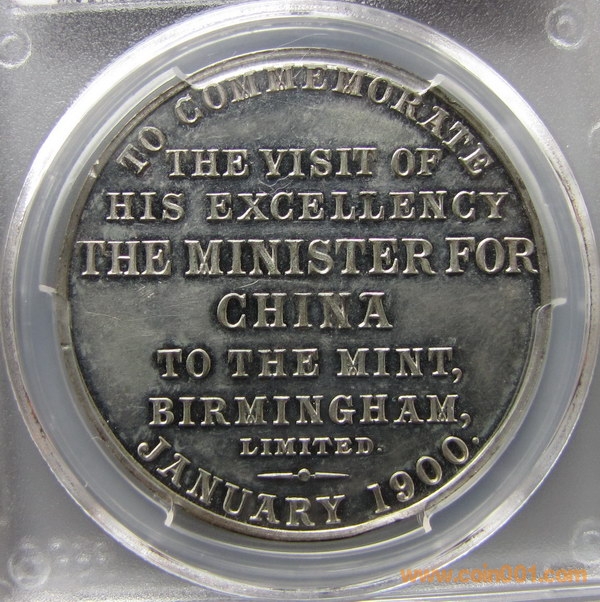 TO COMMEMORATE
THE VISIT OF
HIS EXCELLENCY
THE MINISTER FOR
CHINA
TO THE MINT,
BIRMINGHAM,
LIMITED.
JANUARY 1900.
www.coin001.com